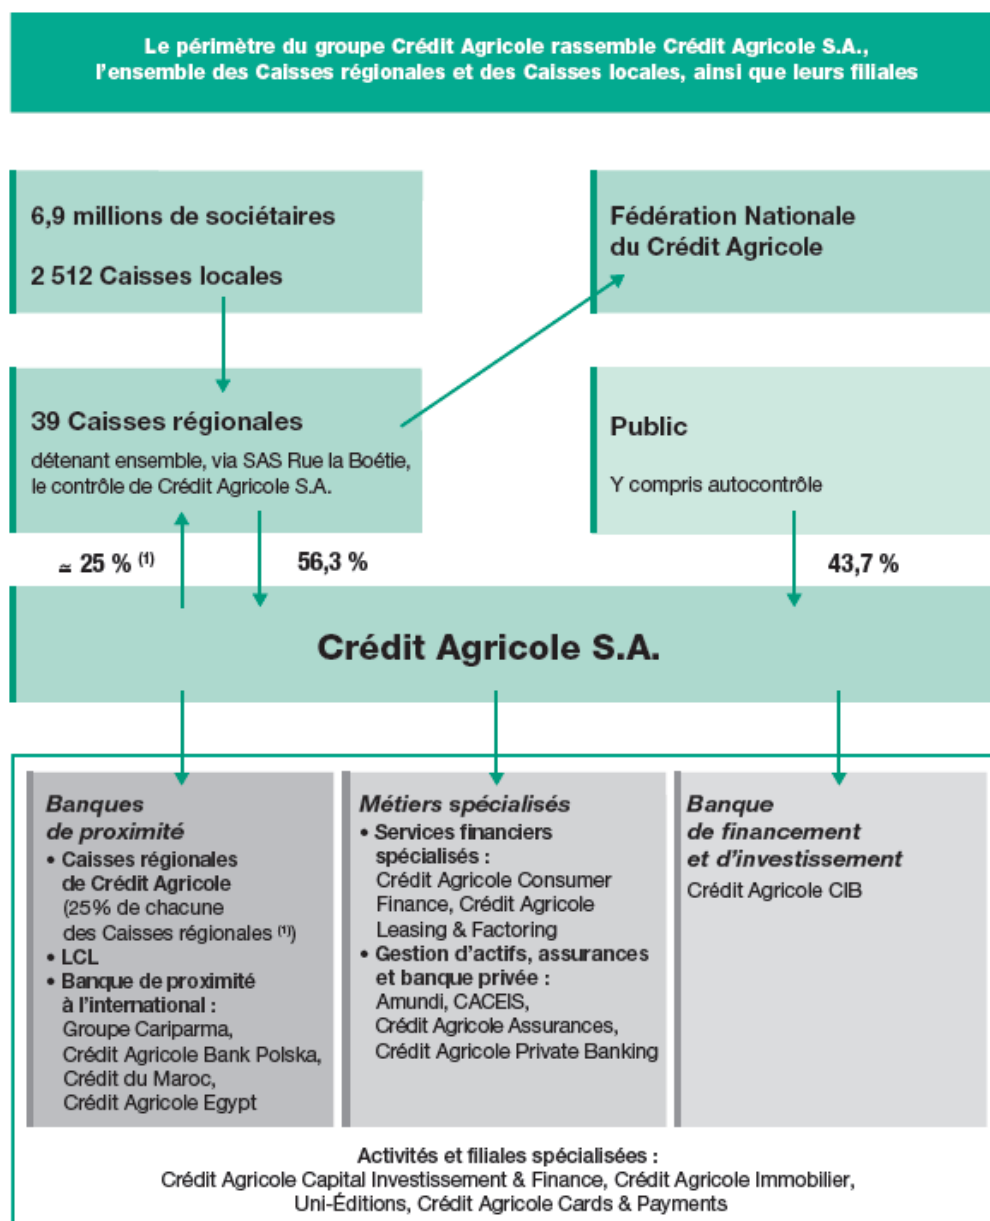 Le périmètre du groupe Crédit Agricole rassemble Crédit Agricole S.A.,
l'ensemble des Caisses régionales et des Caisses locales, ainsi que leurs filiales
6,9 millions de sociétaires
2 512 Caisses locales
Fédération Nationale
du Crédit Agricole
39 Caisses régionales
détenant ensemble, via SAS Rue la Boétie,
le contrôle de Crédit Agricole S.A.
Public
Y compris autocontrôle
≃ 25 % (1)
56,3 %
43,7 %
Crédit Agricole S.A.
Banques
de proximité
• Caisses régionales
de Crédit Agricole
(25% de chacune
des Caisses régionales (1))
• LCL
• Banque de proximité
à l'international :
Groupe Cariparma,
Crédit Agricole Bank Polska,
Crédit du Maroc,
Crédit Agricole Egypt
Métiers spécialisés
• Services financiers
spécialisés :
Crédit Agricole Consumer
Finance, Crédit Agricole
Leasing & Factoring
• Gestion d'actifs, assurances
et banque privée :
Amundi, CACEIS,
Crédit Agricole Assurances,
Crédit Agricole Private Banking
Banque
de financement
et d'investissement
Crédit Agricole CIB
Activités et filiales spécialisées :
Crédit Agricole Capital Investissement & Finance, Crédit Agricole Immobilier,
Uni-Éditions, Crédit Agricole Cards & Payments